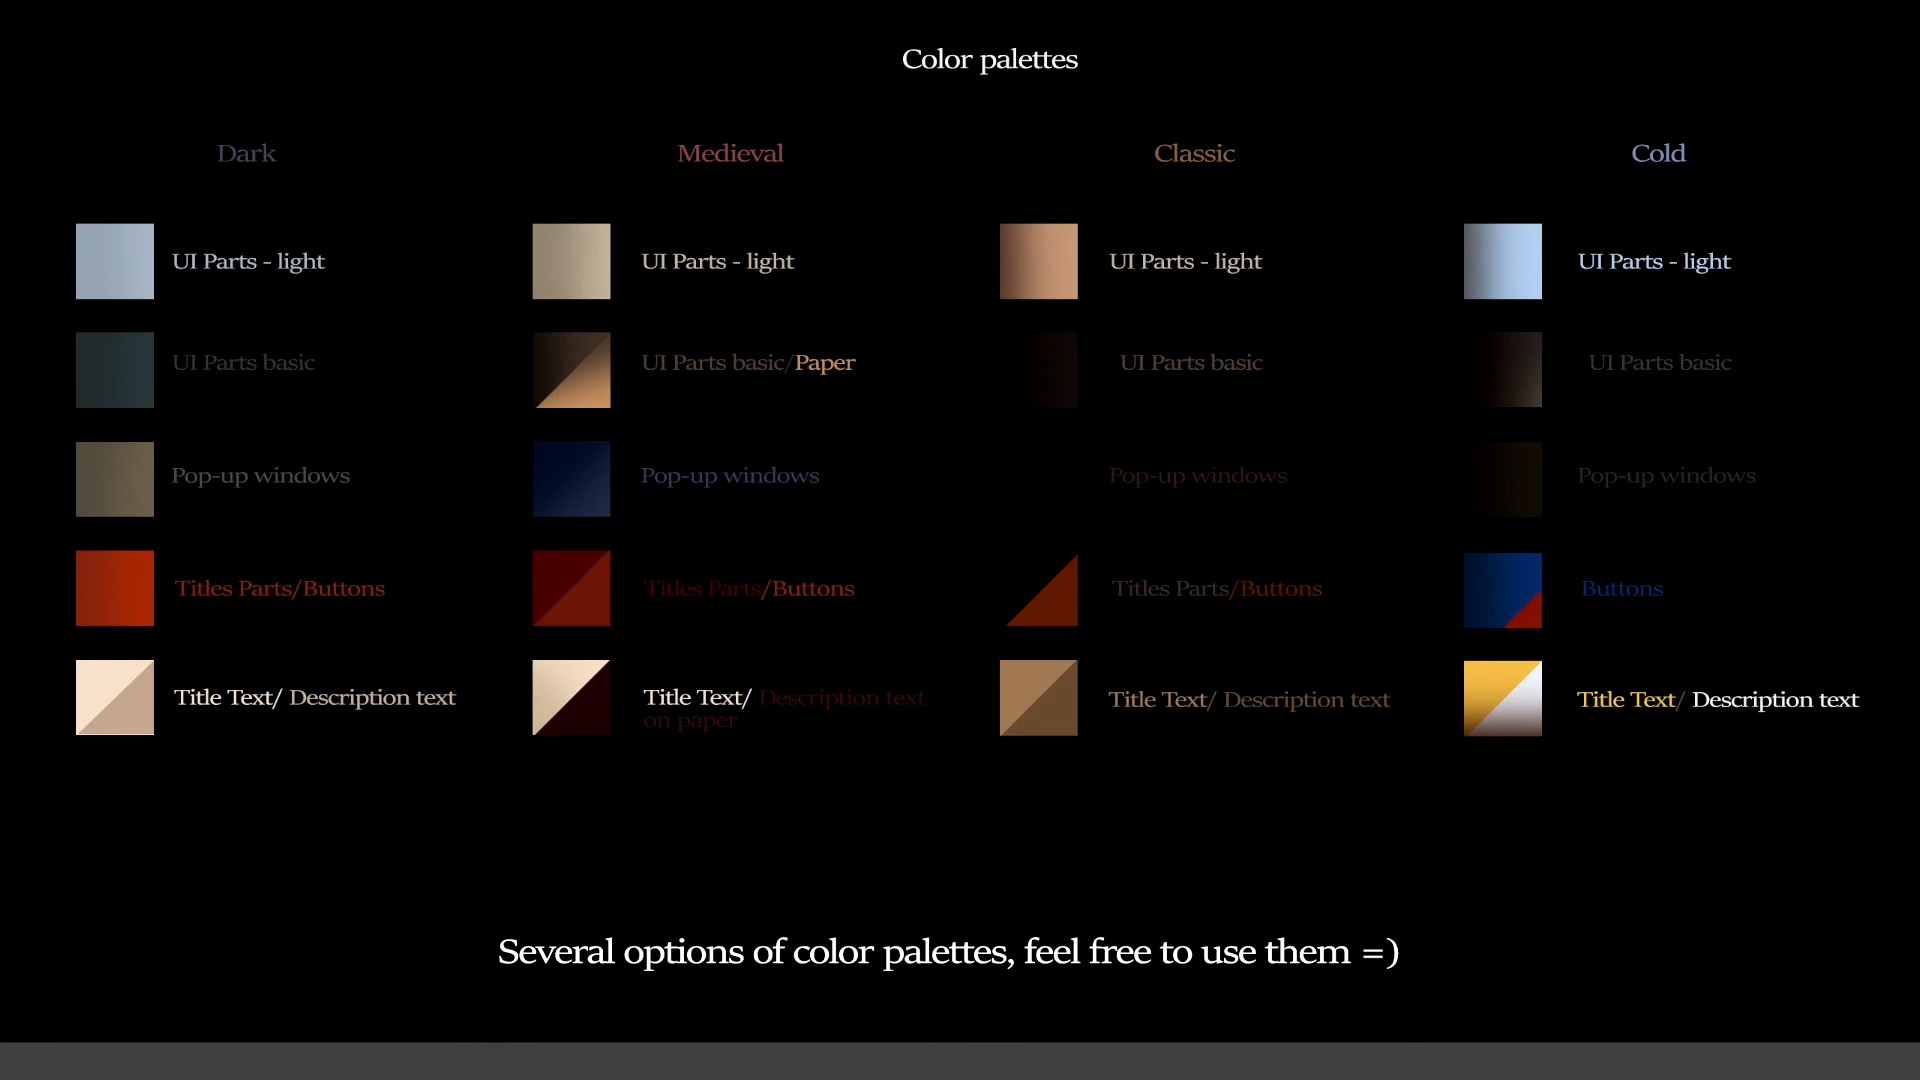 Color palettes
Dark
Medieval
Classic
Cold
UI Parts - light
UI Parts - light
UI Parts - light
UI Parts - light
UI Parts basic
UI Parts basic/Paper
UI Parts basic
UI Parts basic
Pop-up windows
Pop-up windows
Pop-up windows
Pop-up windows
Titles Parts/Buttons
Titles Parts/Buttons
Titles Parts/Buttons
Buttons
Title Text/ Description text
Title Text/ Description text
on paper
Title Text/ Description text
Title Text/ Description text
Several options of color palettes, feel free to use them =)